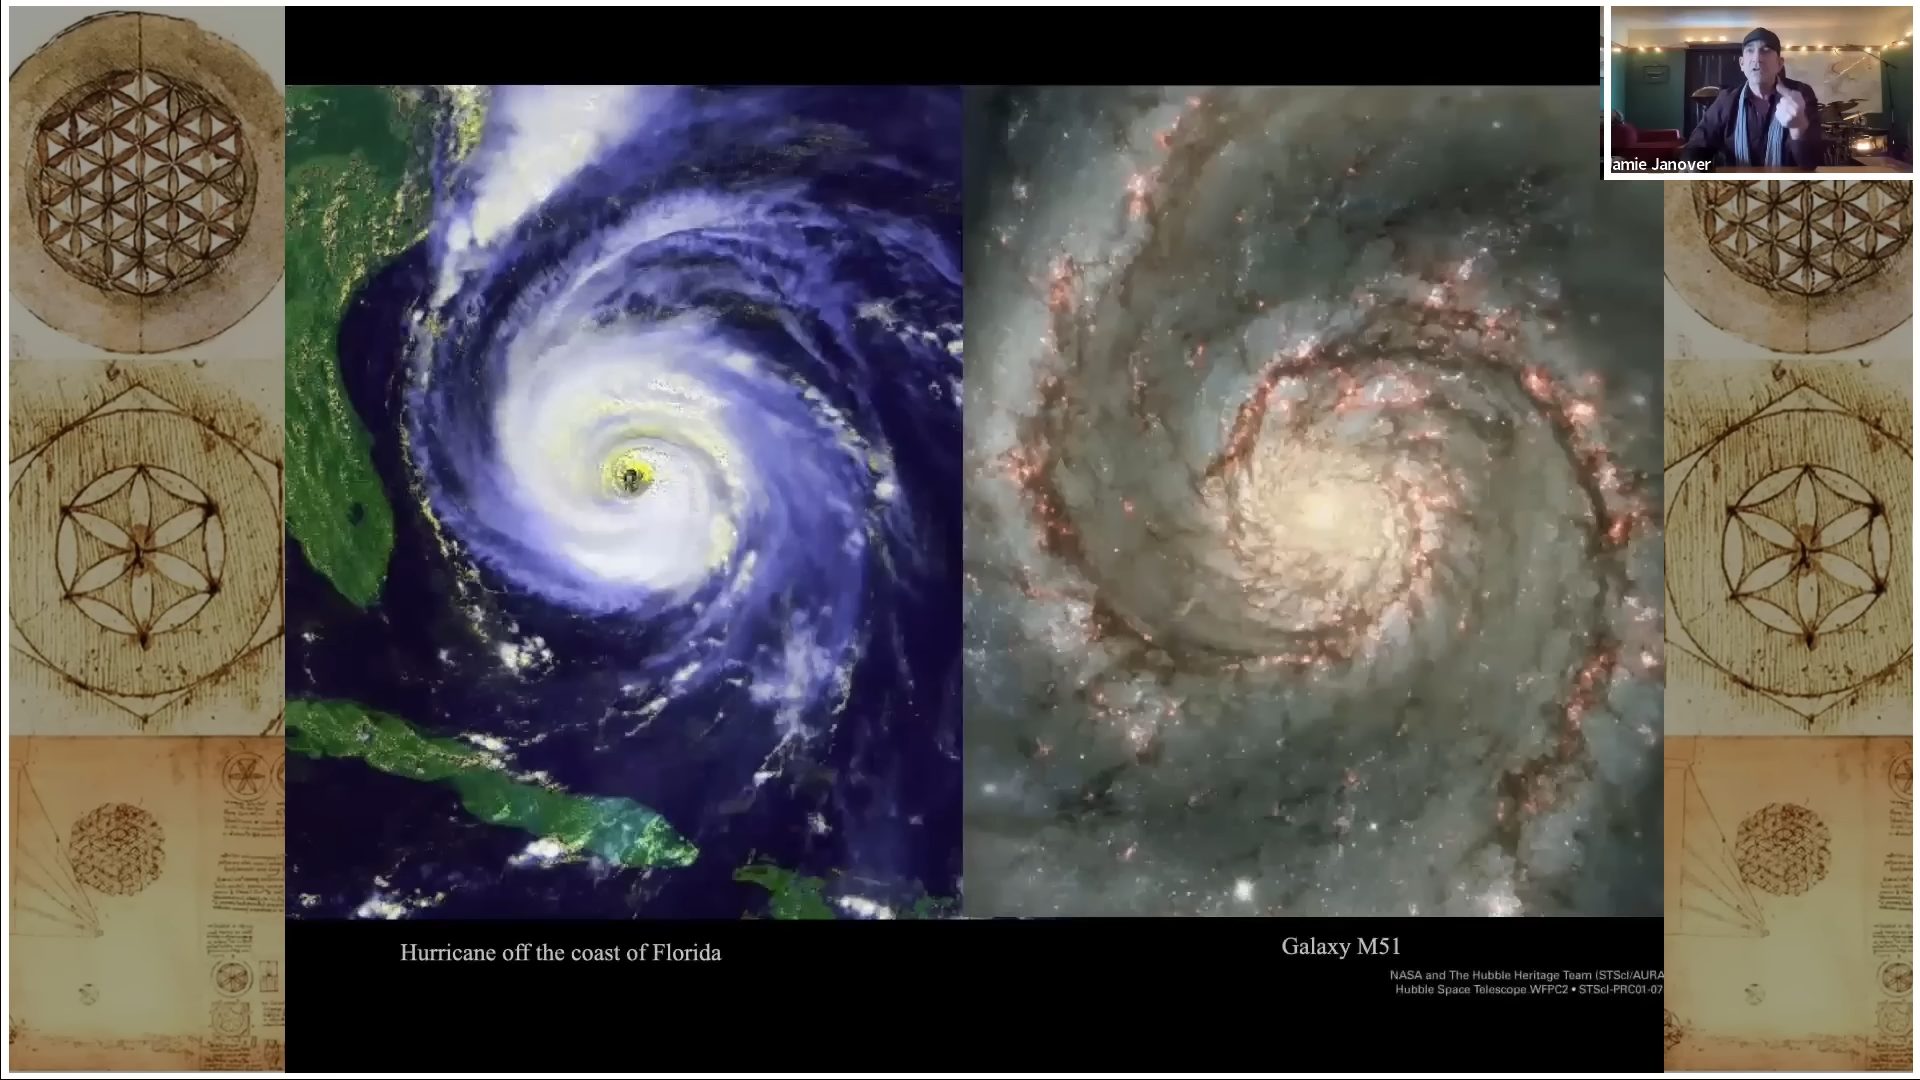 amie Janover
Hurricane off the coast of Florida
Galaxy M51
NASA and The Hubble Heritage Team (STScI/AURA
Hubble Space Telescope WFPC2 • STScI-PRC01-07